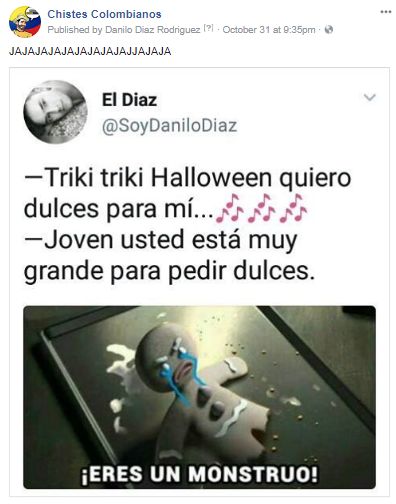 Chistes Colombianos
Published by Danilo Diaz Rodriguez [?] · October 31 at 9:35pm ·
JAJAJAJAJAJAJAJAJAJJAJAJA
El Diaz
@SoyDaniloDiaz
—Triki triki Halloween quiero
dulces para mí...🎶🎶🎶
—Joven usted está muy
grande para pedir dulces.
¡ERES UN MONSTRUO!